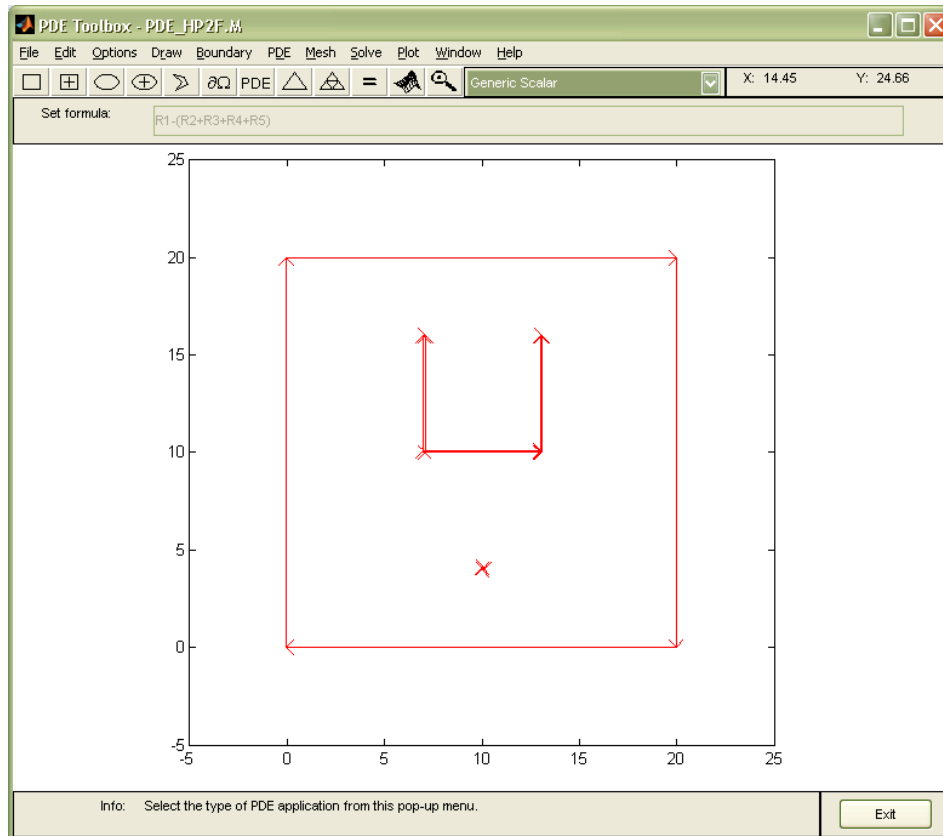 PDE Toolbox - PDE_HP2F.M
File Edit Options Draw Boundary PDE Mesh Solve Plot Window Help
∂Ω PDE = Generic Scalar X: 14.45 Y: 24.66
Set formula: R1-(R2+R3+R4+R5)
25
20
15
10
5
0
-5
-5 0 5 10 15 20 25
Info: Select the type of PDE application from this pop-up menu. Exit